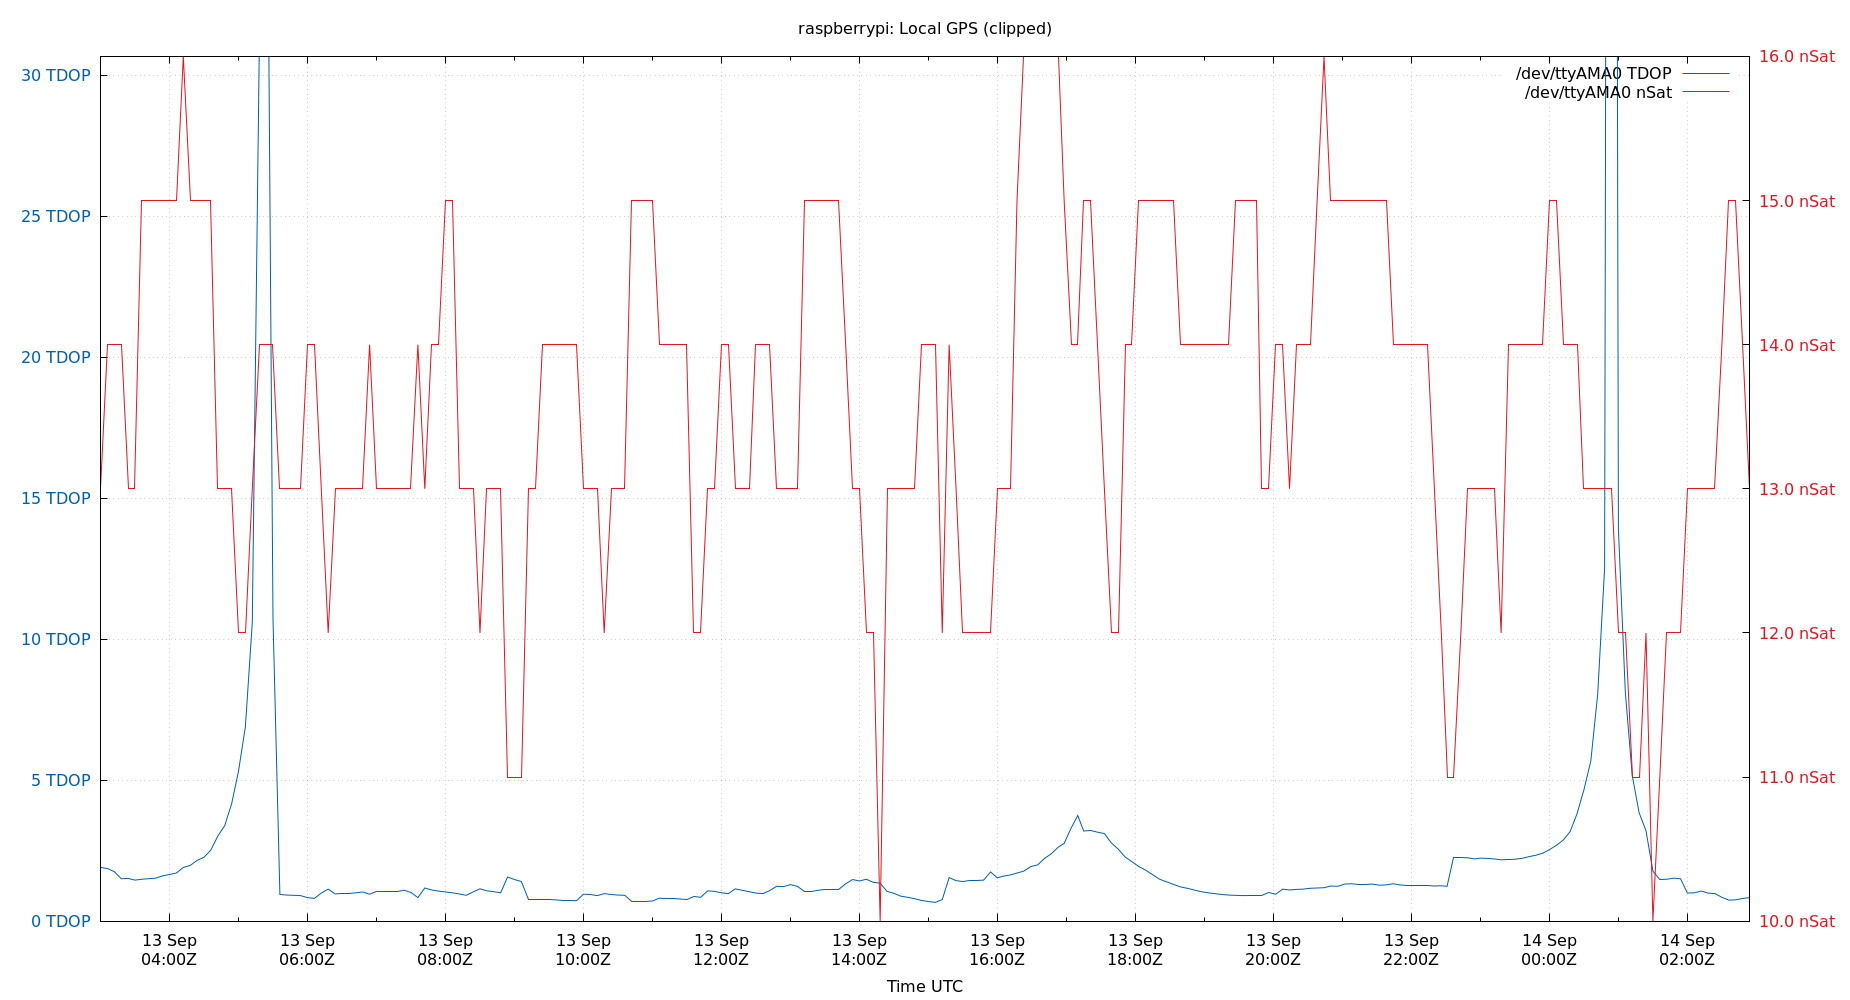 raspberrypi: Local GPS (clipped)
30 TDOP
25 TDOP
20 TDOP
15 TDOP
10 TDOP
5 TDOP
0 TDOP
16.0 nSat
15.0 nSat
14.0 nSat
13.0 nSat
12.0 nSat
11.0 nSat
10.0 nSat
/dev/ttyAMA0 TDOP
/dev/ttyAMA0 nSat
13 Sep
04:00Z
13 Sep
06:00Z
13 Sep
08:00Z
13 Sep
10:00Z
13 Sep
12:00Z
13 Sep
14:00Z
13 Sep
16:00Z
13 Sep
18:00Z
13 Sep
20:00Z
13 Sep
22:00Z
14 Sep
00:00Z
14 Sep
02:00Z
Time UTC